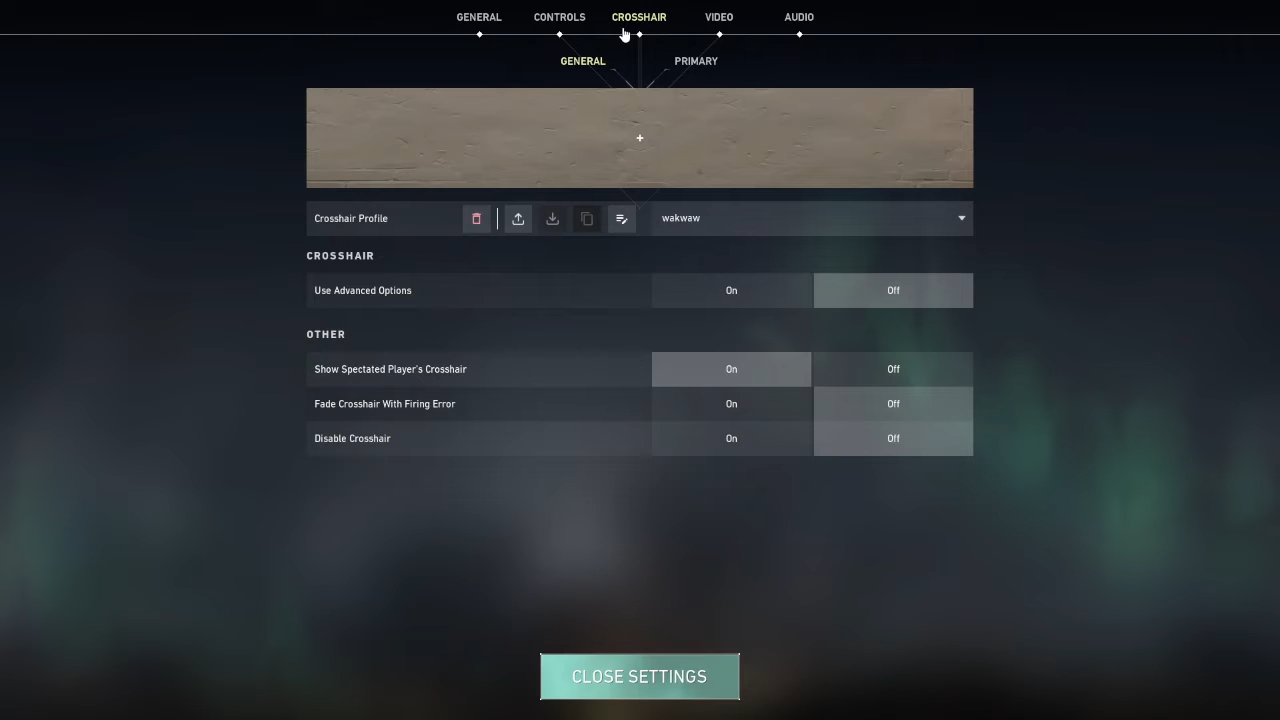 GENERAL CONTROLS CROSSHAIR VIDEO AUDIO
GENERAL PRIMARY
Crosshair Profile wakwaw
CROSSHAIR
Use Advanced Options On Off
OTHER
Show Spectated Player's Crosshair On Off
Fade Crosshair With Firing Error On Off
Disable Crosshair On Off
CLOSE SETTINGS